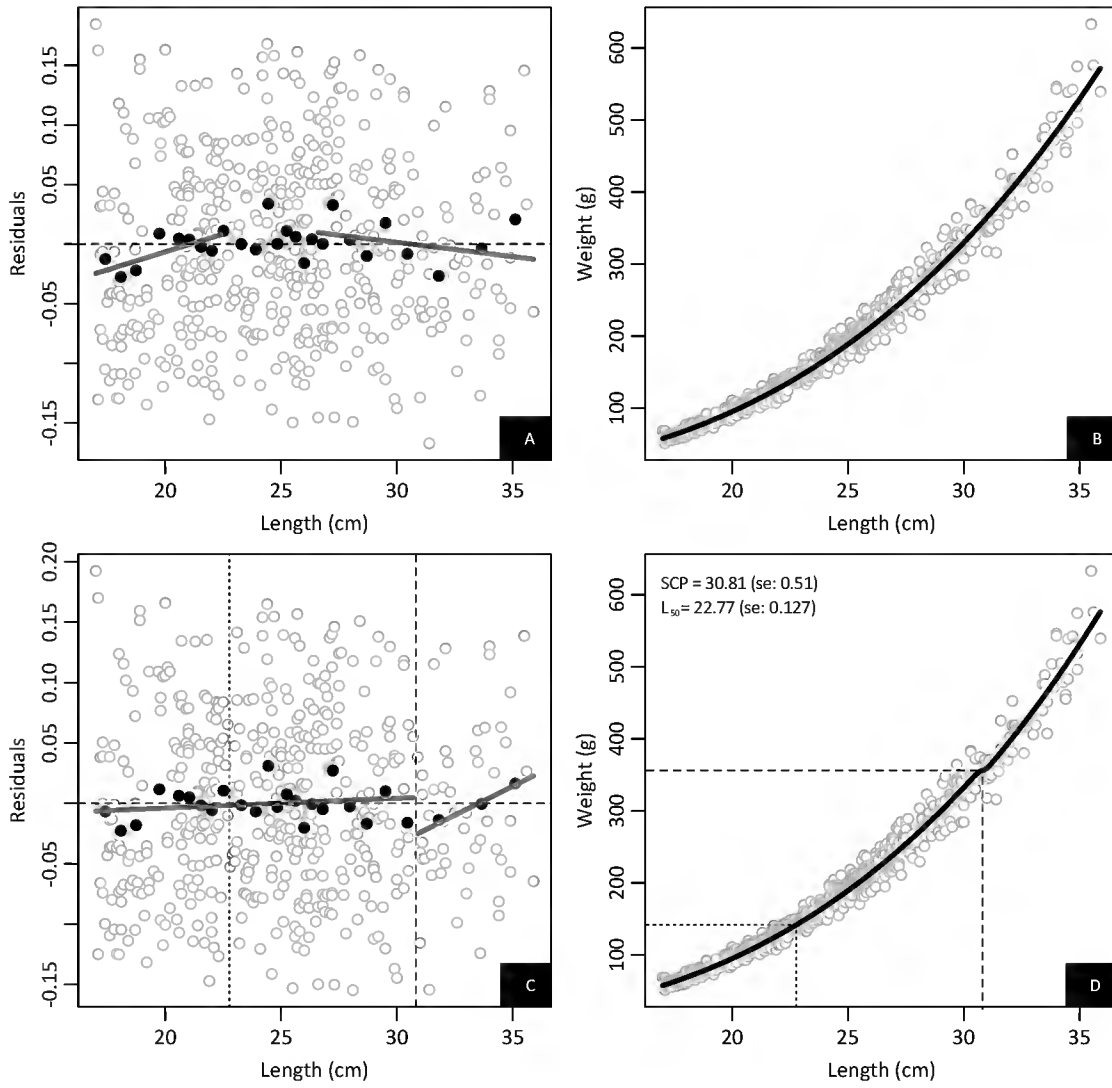 0.15
0.10
0.05
-0.05
-0.15
Residuals
20 25 30 35
Length (cm)
A
600
500
400
300
200
100
Weight (g)
20 25 30 35
Length (cm)
B
0.20
0.15
0.10
0.05
-0.05
-0.15
Residuals
20 25 30 35
Length (cm)
C
600
500
400
300
200
100
Weight (g)
SCP = 30.81 (se: 0.51)
L50= 22.77 (se: 0.127)
20 25 30 35
Length (cm)
D